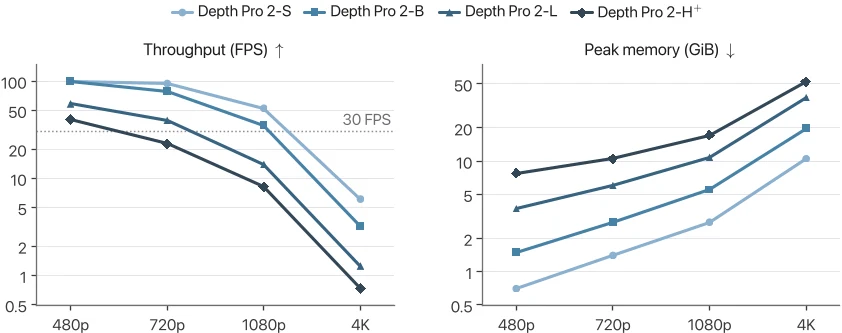 Depth Pro 2-S Depth Pro 2-B Depth Pro 2-L Depth Pro 2-H⁺
Throughput (FPS) ↑
100
50
20
10
5
2
1
0.5
30 FPS
480p 720p 1080p 4K
Peak memory (GiB) ↓
50
20
10
5
2
1
0.5
480p 720p 1080p 4K